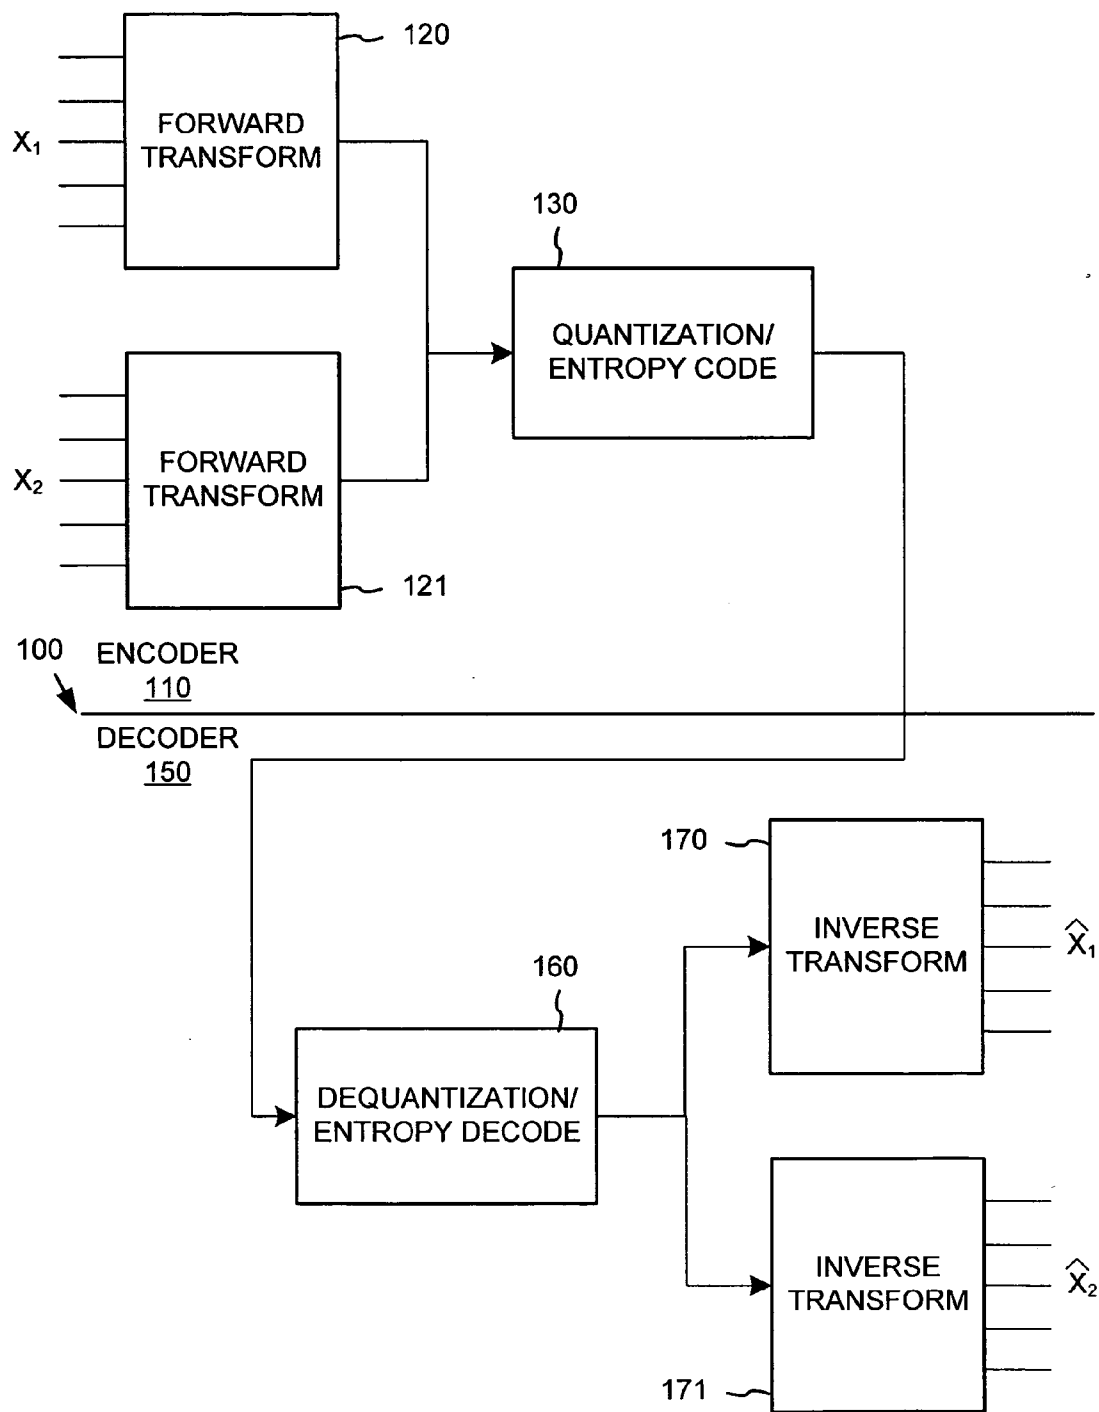 120
FORWARD
TRANSFORM
X₁
130
QUANTIZATION/
ENTROPY CODE
FORWARD
TRANSFORM
X₂
121
100
ENCODER
110
DECODER
150
170
INVERSE
TRANSFORM
X̂₁
160
DEQUANTIZATION/
ENTROPY DECODE
INVERSE
TRANSFORM
X̂₂
171